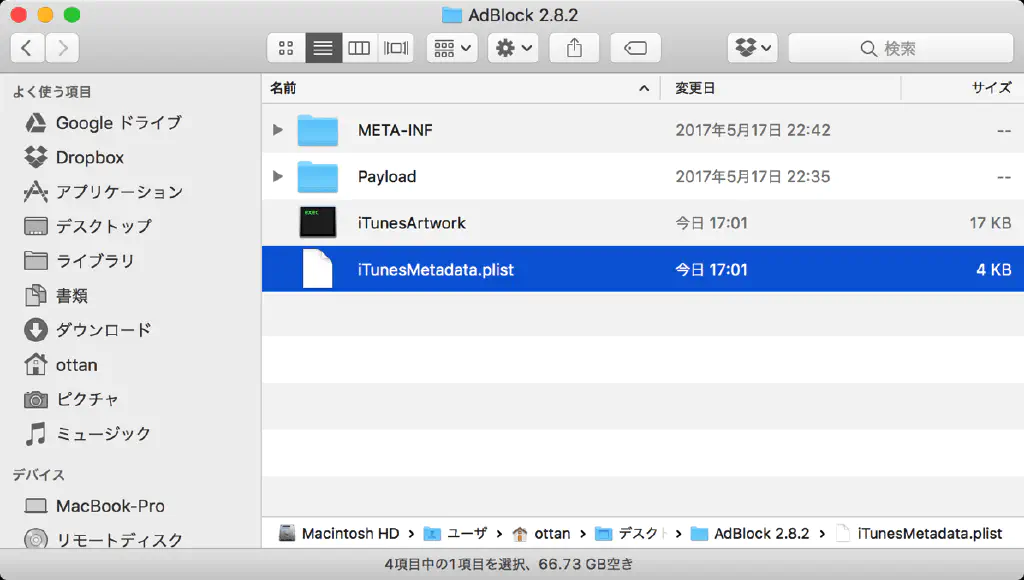 AdBlock 2.8.2
検索
よく使う項目
Google ドライブ
Dropbox
アプリケーション
デスクトップ
ライブラリ
書類
ダウンロード
ottan
ピクチャ
ミュージック
デバイス
MacBook-Pro
リモートディスク
名前 変更日 サイズ
META-INF 2017年5月17日 22:42 --
Payload 2017年5月17日 22:35 --
iTunesArtwork 今日 17:01 17 KB
iTunesMetadata.plist 今日 17:01 4 KB
Macintosh HD › ユーザ › ottan › デスクト › AdBlock 2.8.2 › iTunesMetadata.plist
4項目中の1項目を選択、66.73 GB空き